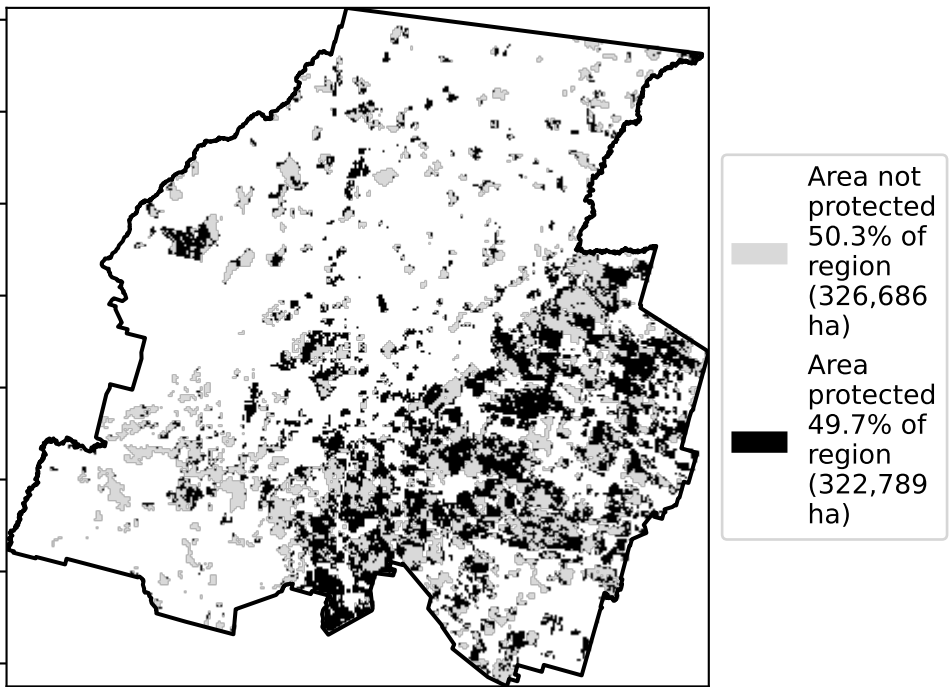 Area not
protected
50.3% of
region
(326,686
ha)
Area
protected
49.7% of
region
(322,789
ha)